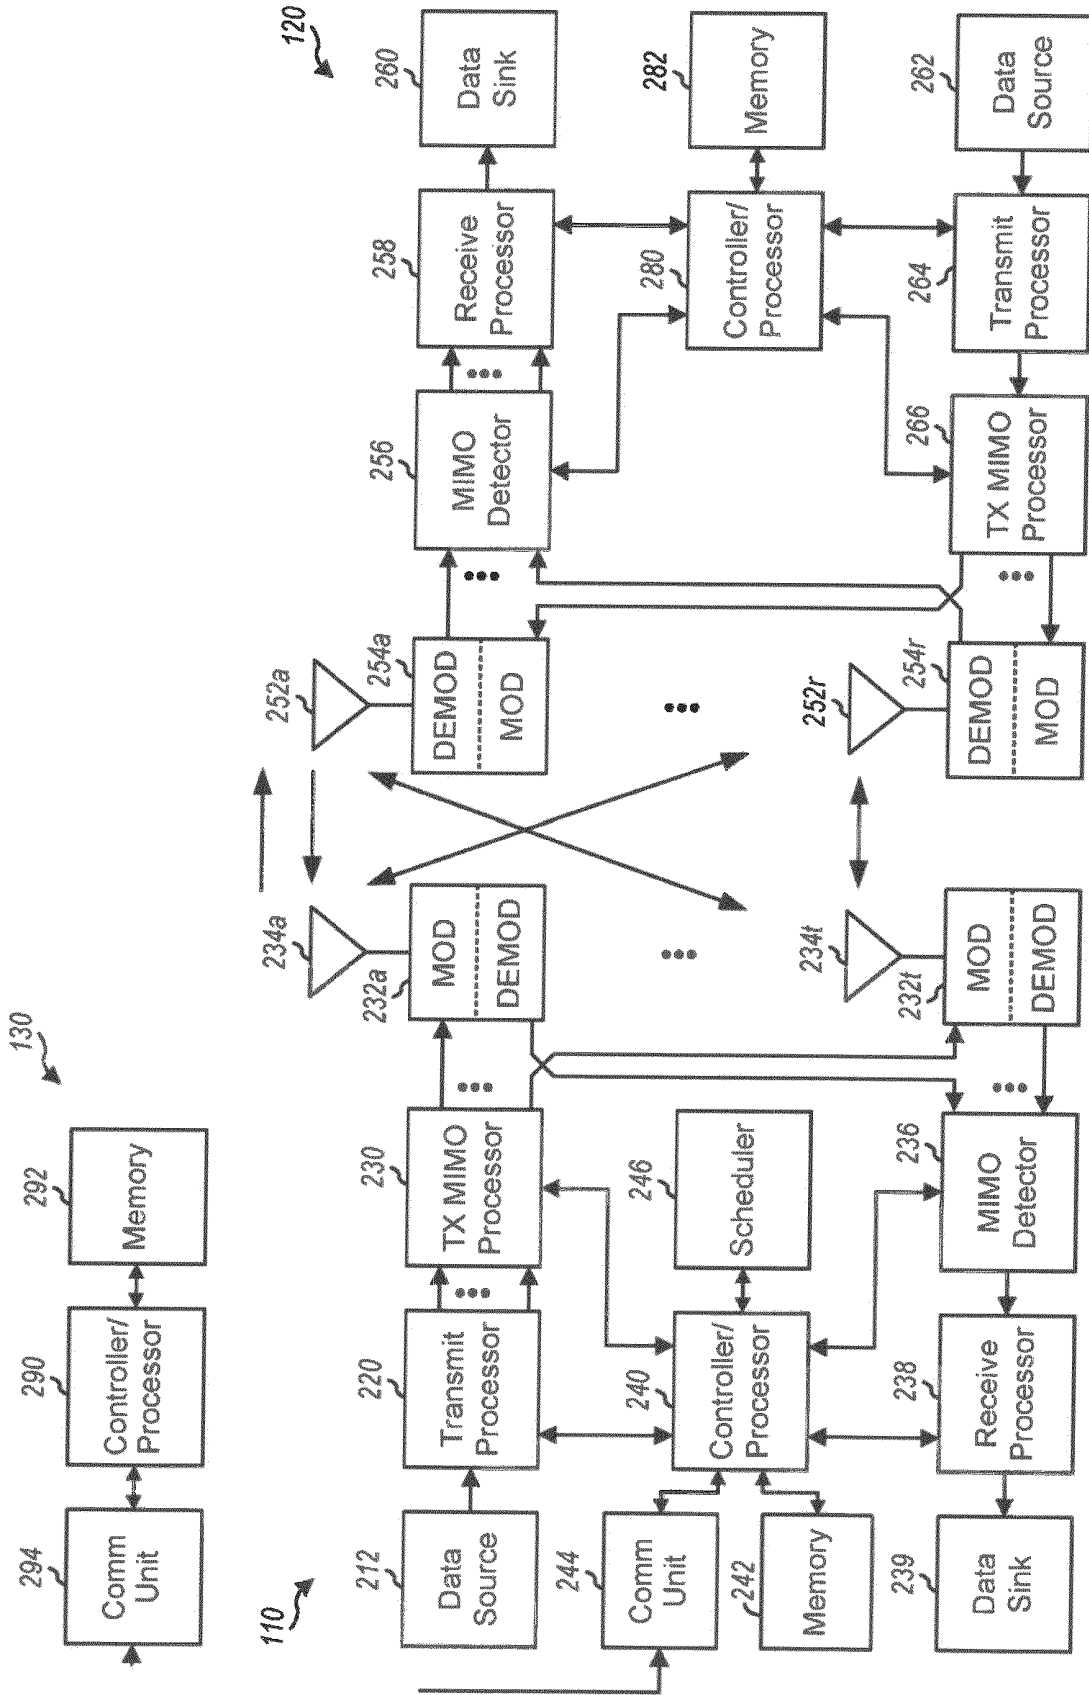 130
294
Comm
Unit
290
Controller/
Processor
292
Memory
110
120
212
Data
Source
220
Transmit
Processor
230
TX MIMO
Processor
232a
MOD
DEMOD
234a
252a
254a
DEMOD
MOD
256
MIMO
Detector
258
Receive
Processor
260
Data
Sink
244
Comm
Unit
242
Memory
240
Controller/
Processor
246
Scheduler
280
Controller/
Processor
282
Memory
239
Data
Sink
238
Receive
Processor
236
MIMO
Detector
232t
MOD
DEMOD
234t
252r
254r
DEMOD
MOD
266
TX MIMO
Processor
264
Transmit
Processor
262
Data
Source